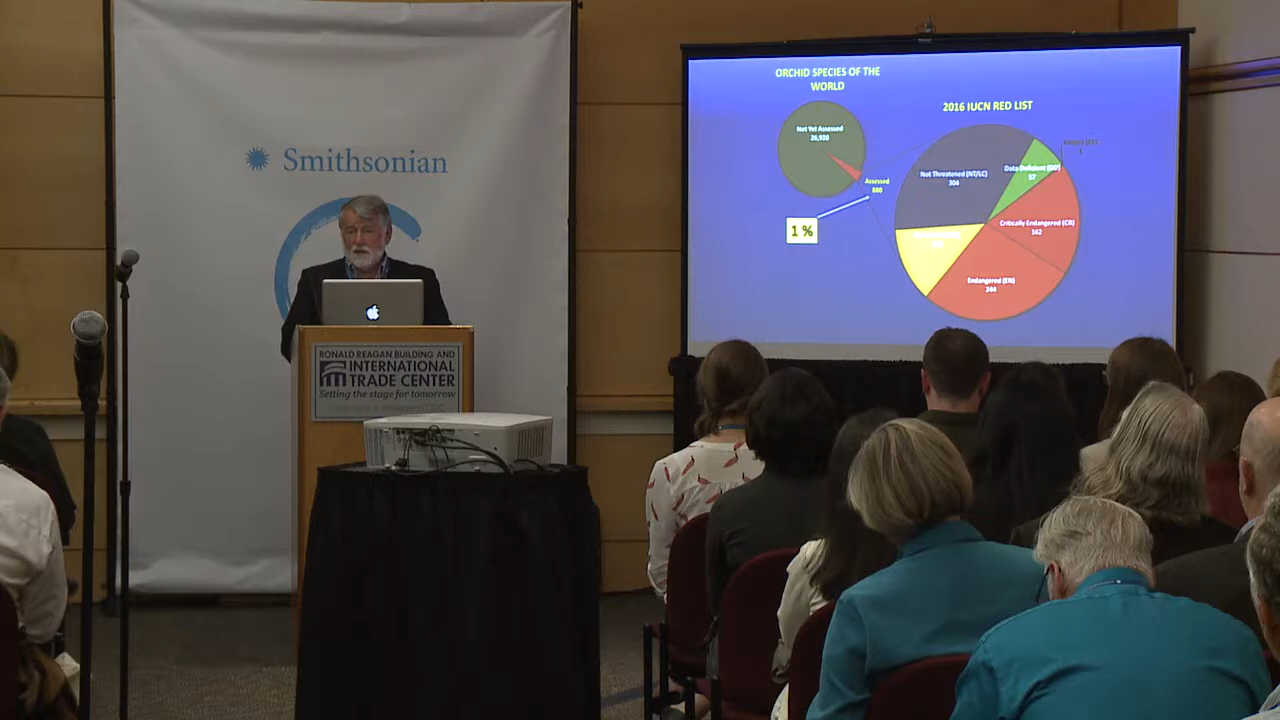 Smithsonian
RONALD REAGAN BUILDING AND
INTERNATIONAL
TRADE CENTER
Setting the stage for tomorrow
ORCHID SPECIES OF THE
WORLD
Not Yet Assessed
26,920
Assessed
880
1 %
2016 IUCN RED LIST
Not Threatened (NT/LC)
304
Data Deficient (DD)
57
Critically Endangered (CR)
162
Endangered (EN)
244